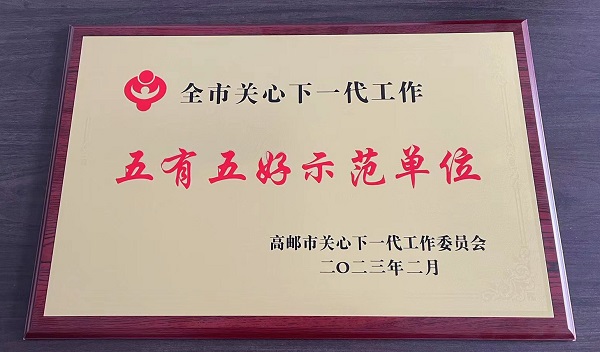 全市关心下一代工作
五有五好示范单位
高邮市关心下一代工作委员会
二〇二三年二月